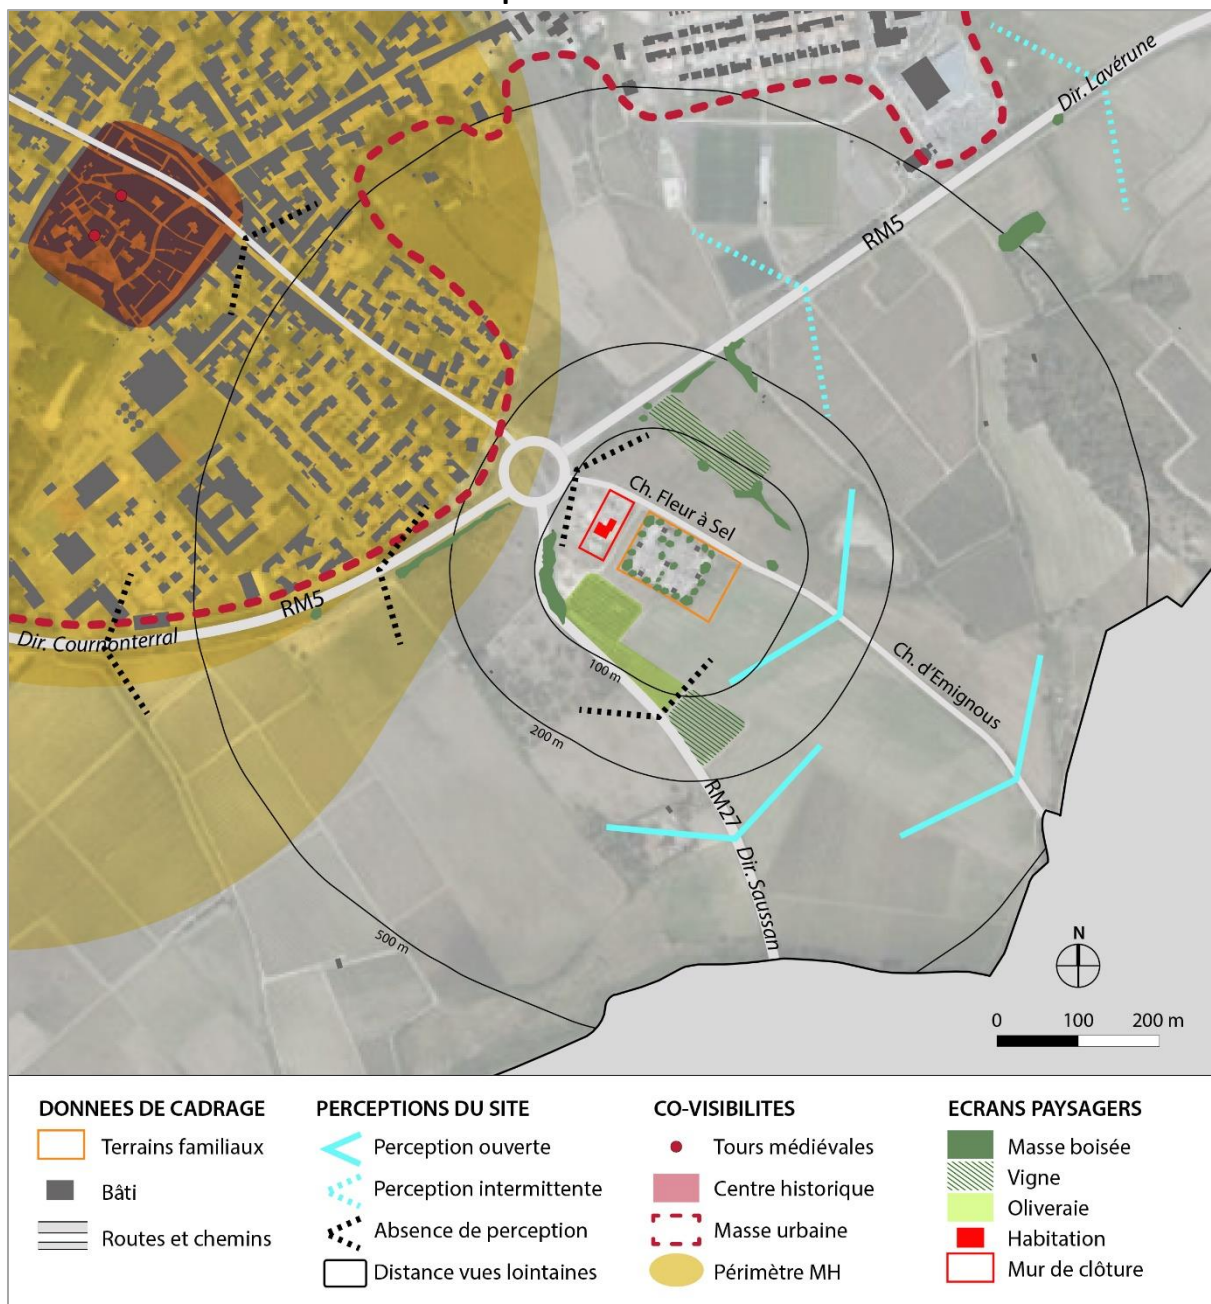 Dir. Lavérune
RM5
Ch. Fleur à Sel
RM5
Dir. Cournonterral
100 m
Ch. d'Emignous
200 m
RM27
Dir. Saussan
500 m
N
0 100 200 m
DONNEES DE CADRAGE
Terrains familiaux
Bâti
Routes et chemins
PERCEPTIONS DU SITE
Perception ouverte
Perception intermittente
Absence de perception
Distance vues lointaines
CO-VISIBILITES
Tours médiévales
Centre historique
Masse urbaine
Périmètre MH
ECRANS PAYSAGERS
Masse boisée
Vigne
Oliveraie
Habitation
Mur de clôture